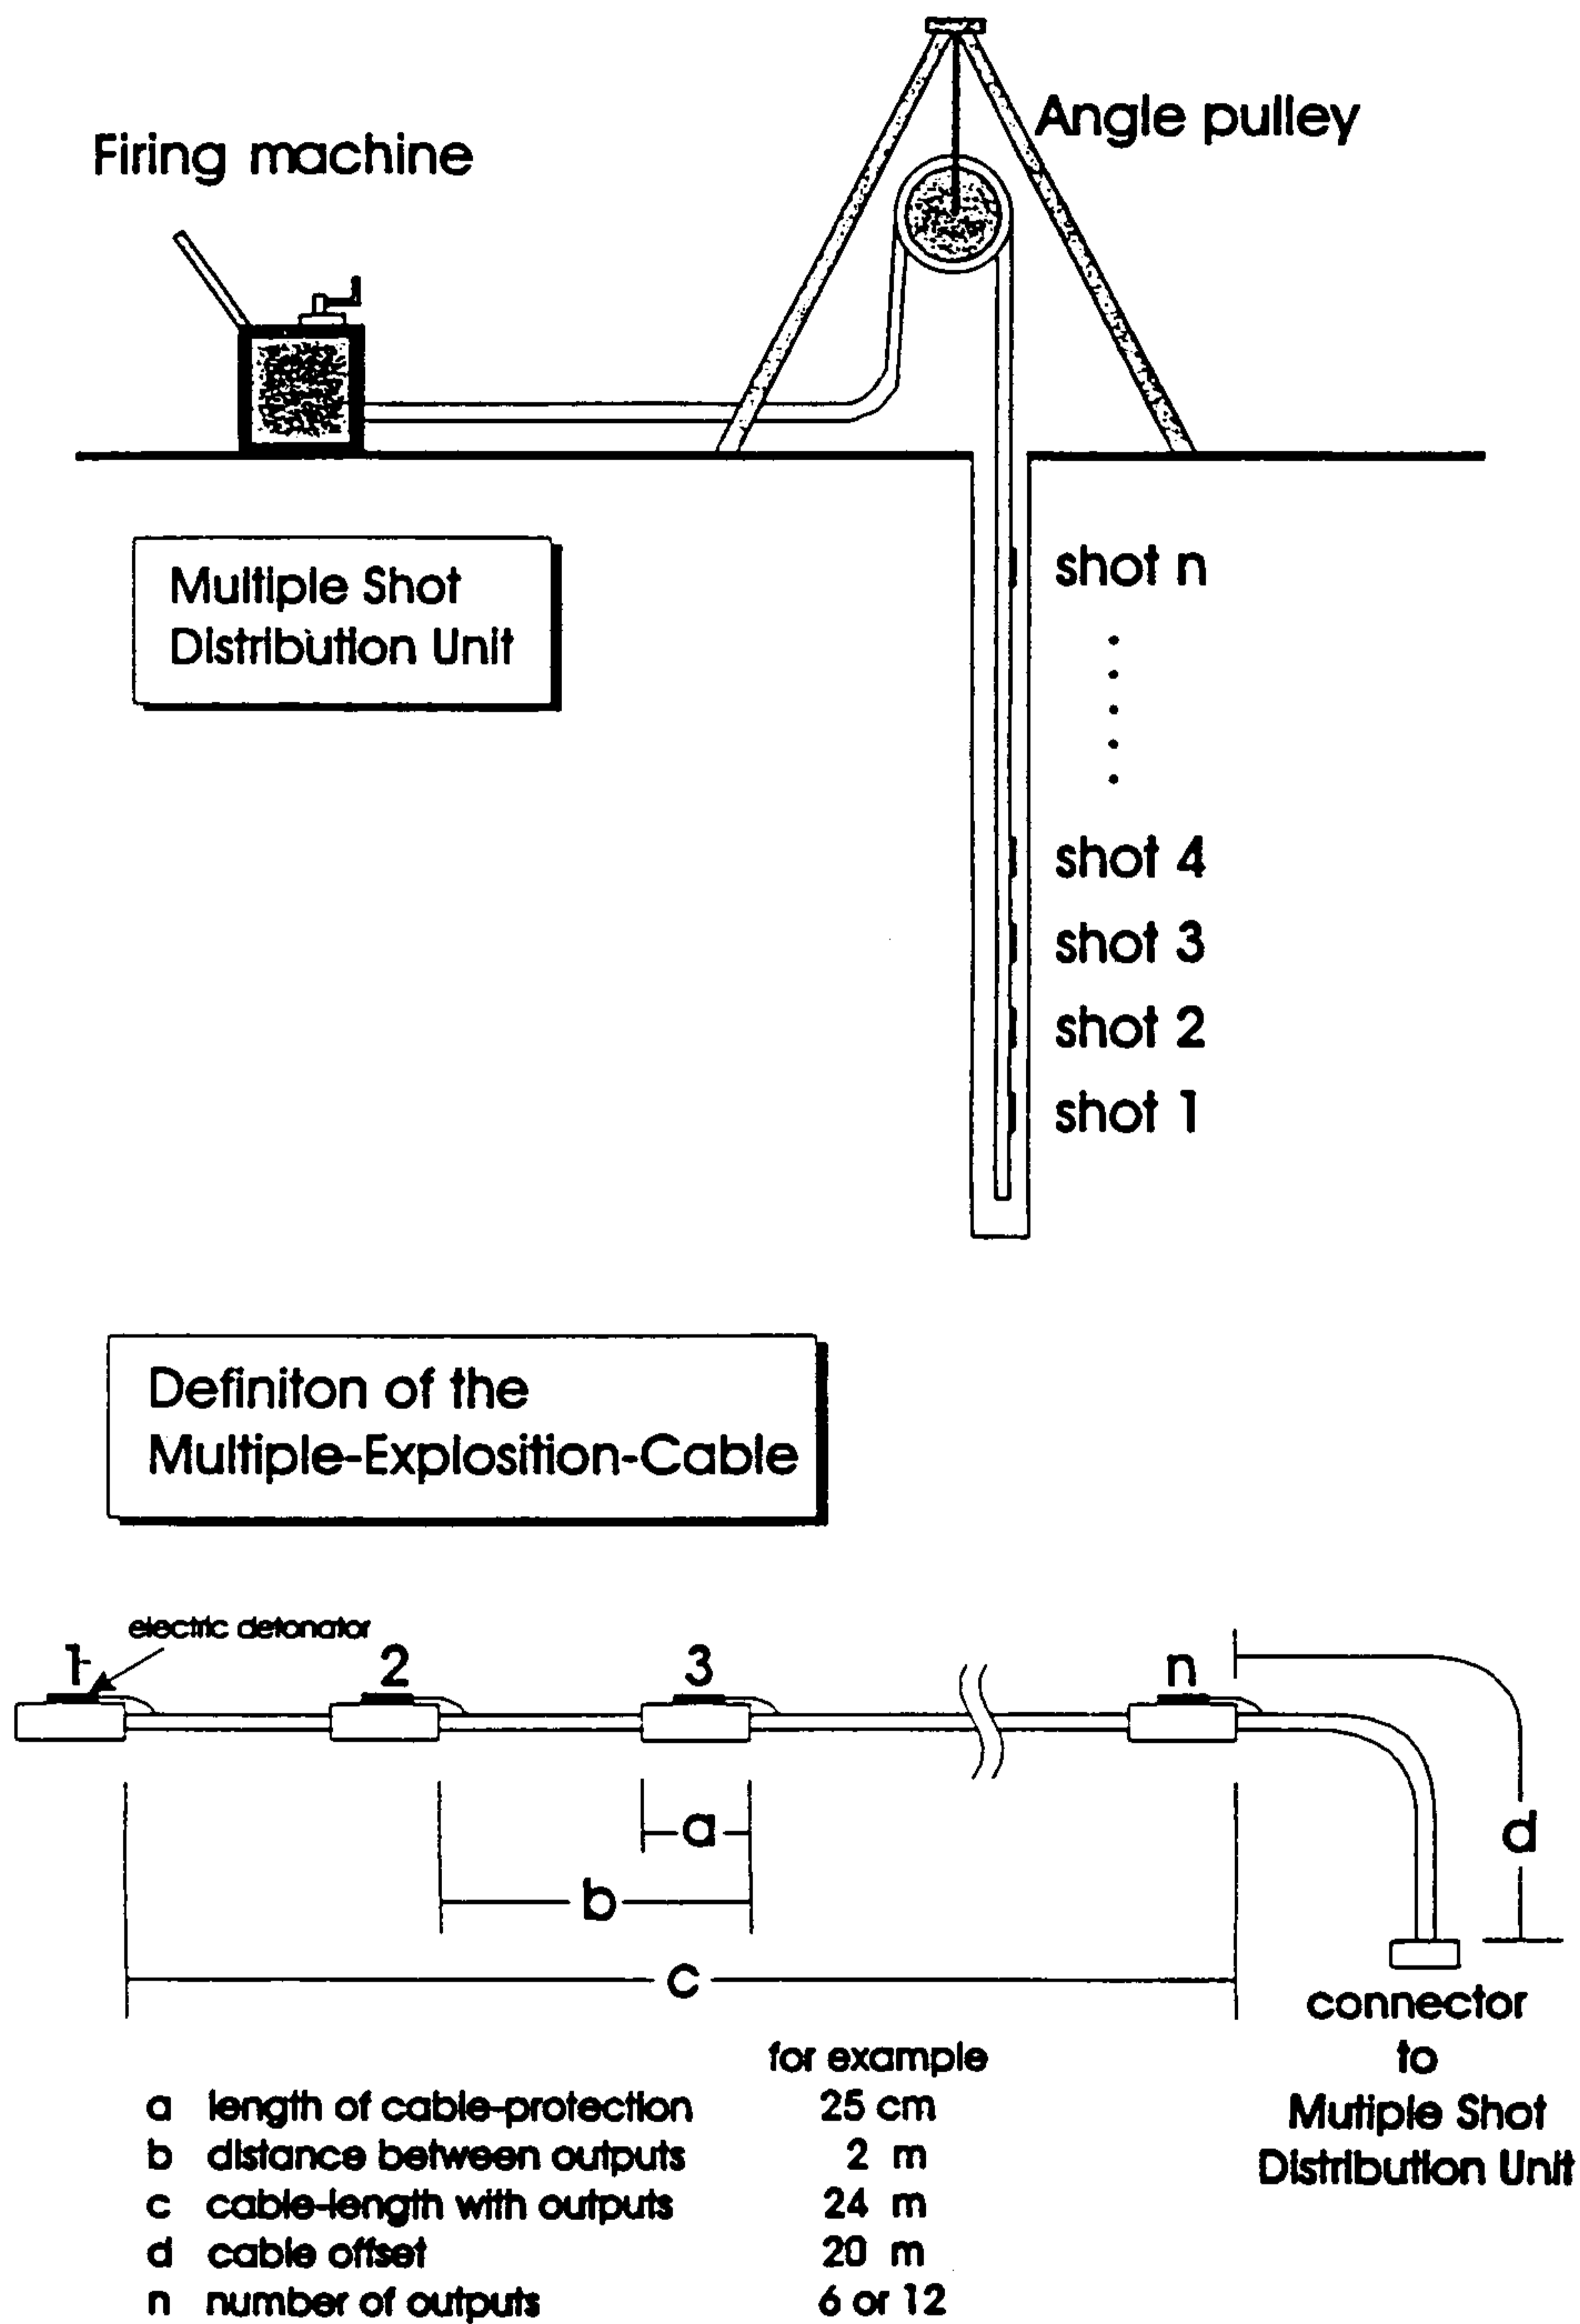 Firing machine
Angle pulley
Multiple Shot
Distribution Unit
shot n
shot 4
shot 3
shot 2
shot 1
Definiton of the
Multiple-Explosition-Cable
electric detonator
1
2
3
n
a
b
c
d
connector
to
Mutiple Shot
Distribution Unit
for example
a length of cable-protection 25 cm
b distance between outputs 2 m
c cable-length with outputs 24 m
d cable offset 20 m
n number of outputs 6 or 12